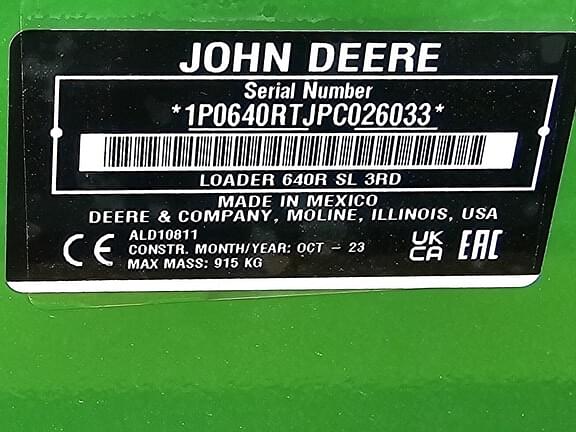 JOHN DEERE
Serial Number
*1P0640RTJPC026033*
LOADER 640R SL 3RD
MADE IN MEXICO
DEERE & COMPANY, MOLINE, ILLINOIS, USA
ALD10811
CONSTR. MONTH/YEAR: OCT - 23
MAX MASS: 915 KG
CE
UK
CA
EAC